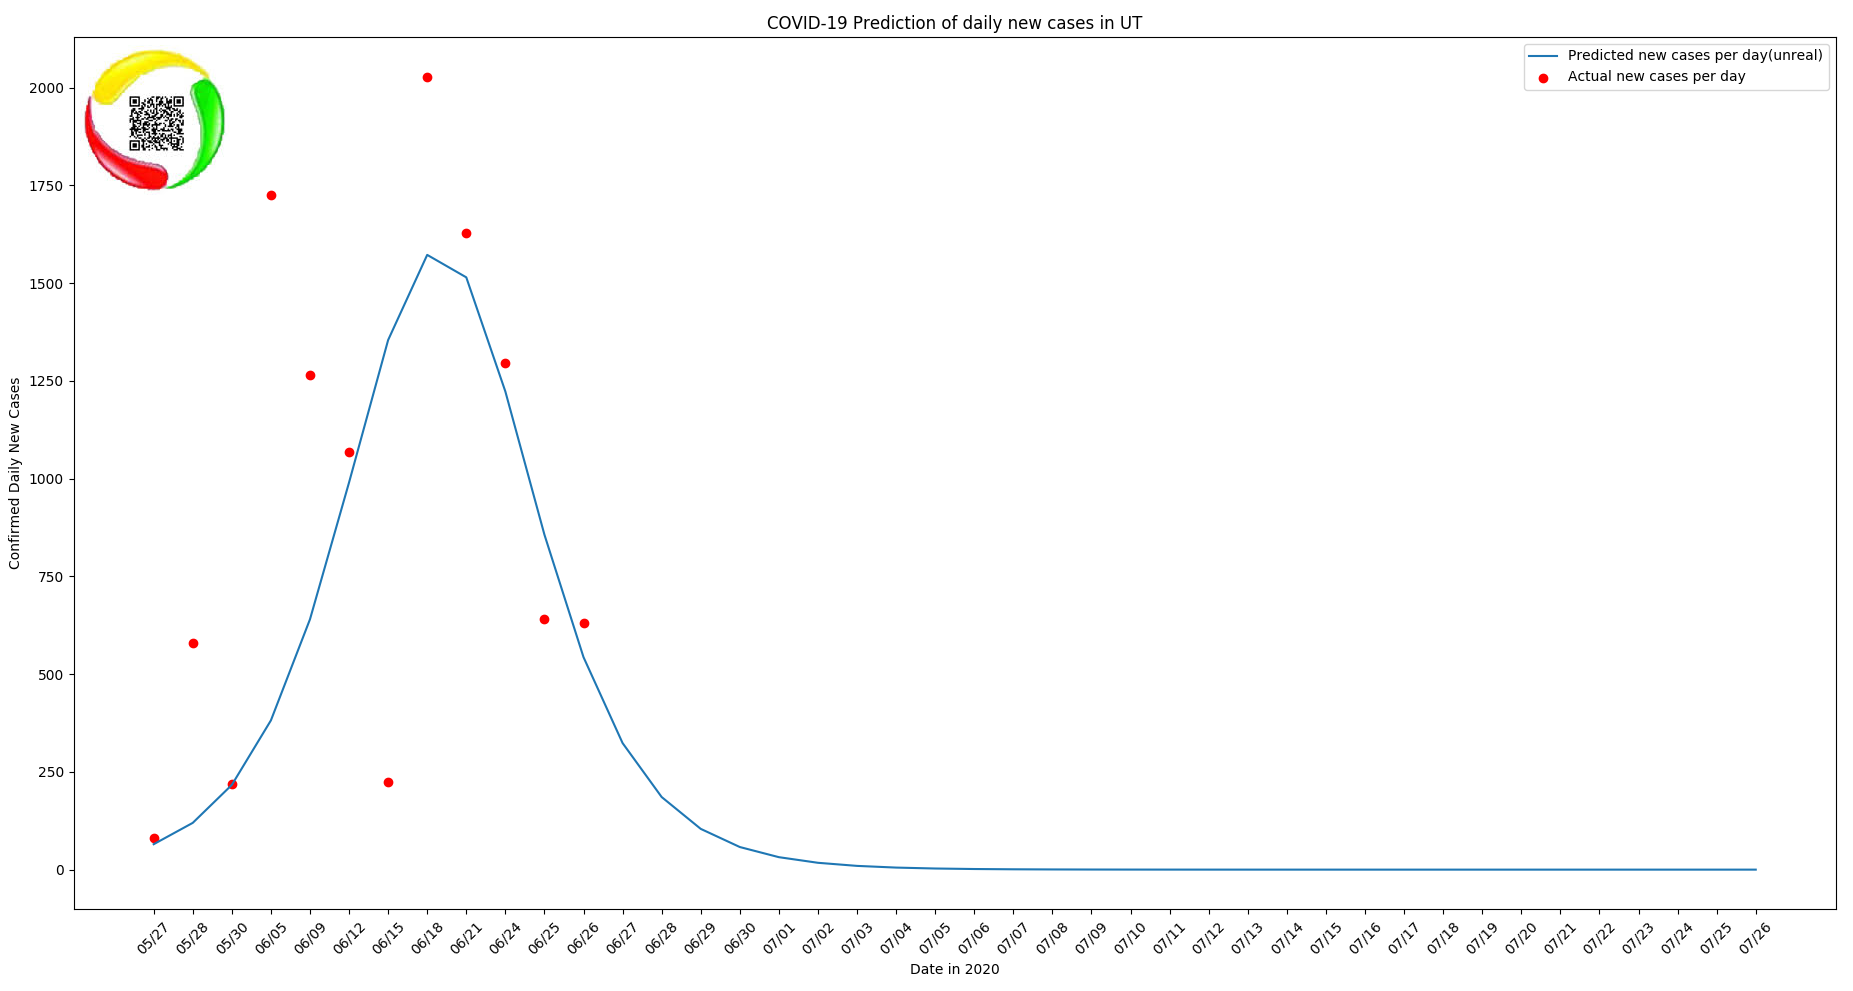 COVID-19 Prediction of daily new cases in UT
Predicted new cases per day(unreal)
Actual new cases per day
Confirmed Daily New Cases
2000
1750
1500
1250
1000
750
500
250
0
05/27 05/28 05/30 06/05 06/09 06/12 06/15 06/18 06/21 06/24 06/25 06/26 06/27 06/28 06/29 06/30 07/01 07/02 07/03 07/04 07/05 07/06 07/07 07/08 07/09 07/10 07/11 07/12 07/13 07/14 07/15 07/16 07/17 07/18 07/19 07/20 07/21 07/22 07/23 07/24 07/25 07/26
Date in 2020